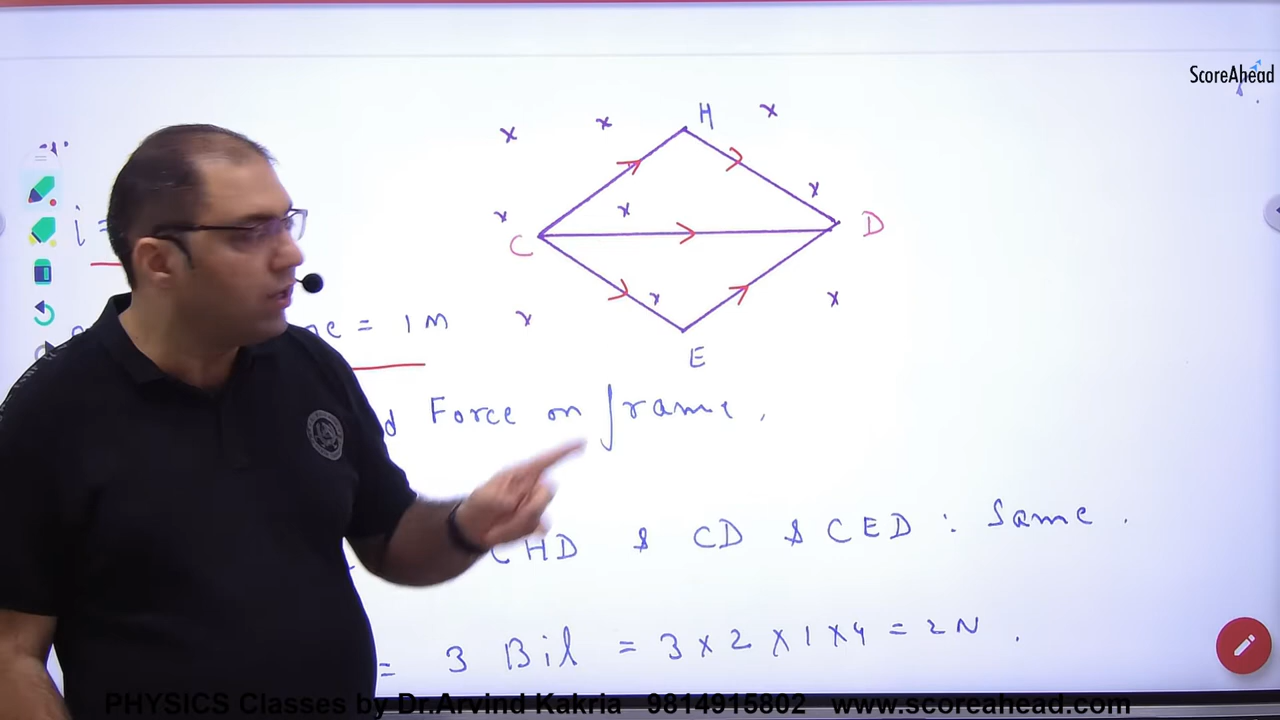 ScoreAhead
H
C
D
i =
= 1 m
E
Force on frame.
CHD & CD & CED : Same.
= 3 Bil = 3 x 2 x 1 x 4 = 2N.
PHYSICS Classes by Dr.Arvind Kakria 9814915802 www.scoreahead.com